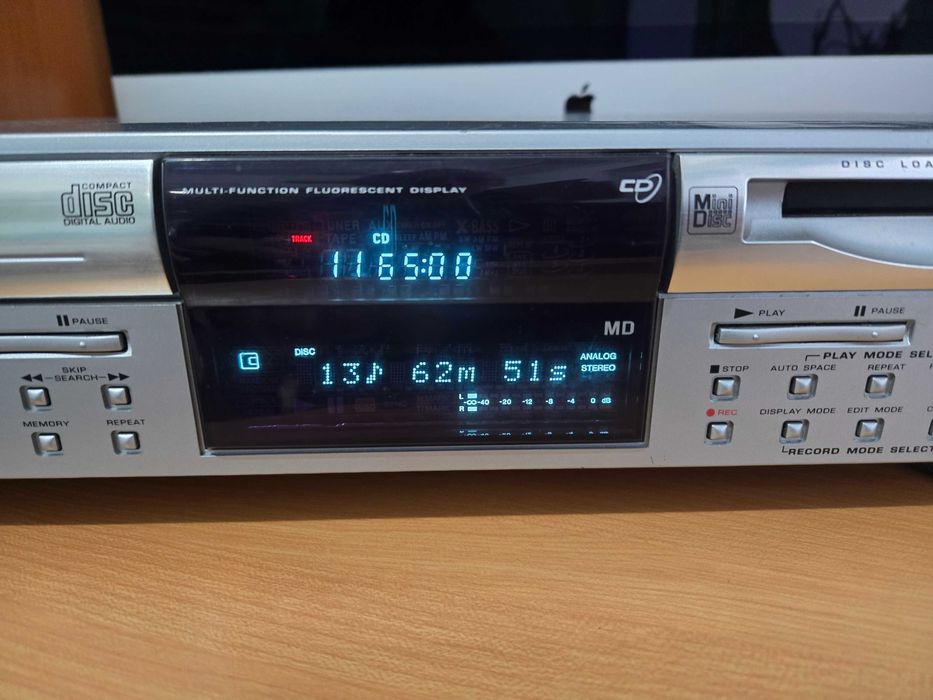 COMPACT
disc
DIGITAL AUDIO
MULTI-FUNCTION FLUORESCENT DISPLAY
CD
TRACK
CD
11 65:00
MD
DISC
13♪ 62m 51s
ANALOG
STEREO
L
R
-∞ -40 -20 -12 -8 -4 0 dB
PAUSE
SKIP
SEARCH
MEMORY
REPEAT
DISC LOA
Mini
Disc
PLAY
PAUSE
PLAY MODE SEL
STOP
AUTO SPACE
REPEAT
REC
DISPLAY MODE
EDIT MODE
RECORD MODE SELECT